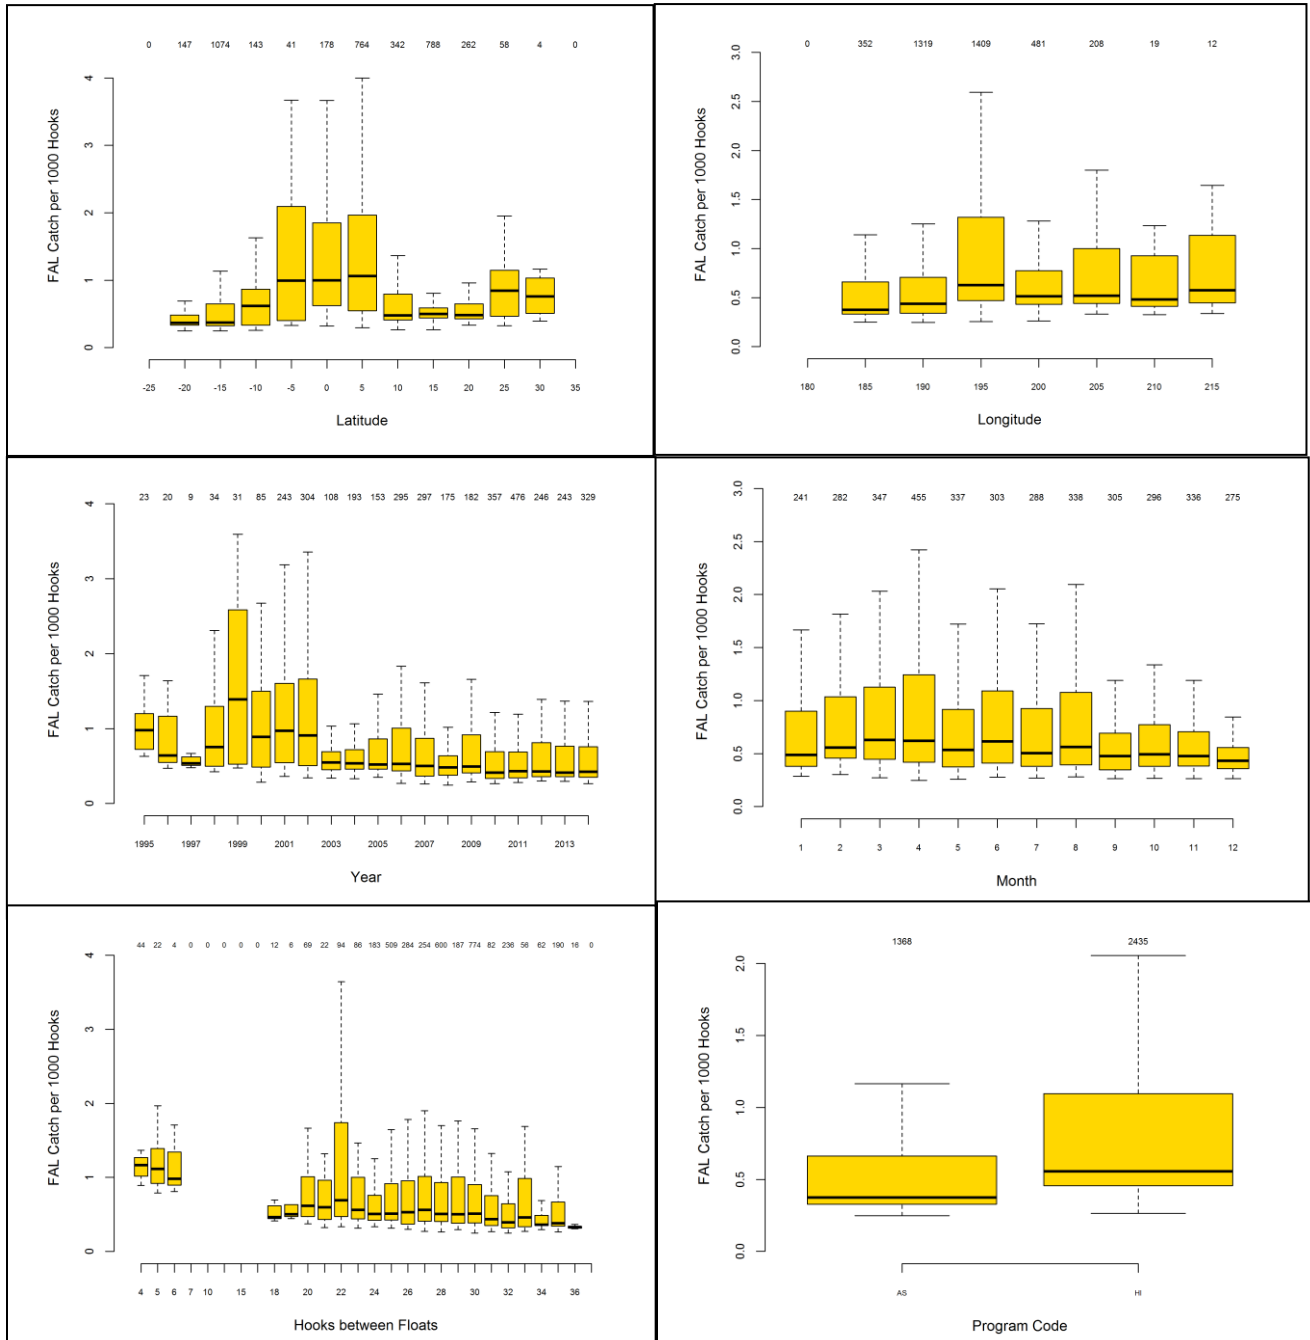 0 147 1074 143 41 178 764 342 788 262 58 4 0
FAL Catch per 1000 Hooks
4
3
2
1
0
-25 -20 -15 -10 -5 0 5 10 15 20 25 30 35
Latitude
0 352 1319 1409 481 208 19 12
FAL Catch per 1000 Hooks
3.0
2.5
2.0
1.5
1.0
0.5
0.0
180 185 190 195 200 205 210 215
Longitude
23 20 9 34 31 85 243 304 108 193 153 295 297 175 182 357 476 246 243 329
FAL Catch per 1000 Hooks
4
3
2
1
0
1995 1997 1999 2001 2003 2005 2007 2009 2011 2013
Year
241 282 347 455 337 303 288 338 305 296 336 275
FAL Catch per 1000 Hooks
3.0
2.5
2.0
1.5
1.0
0.5
0.0
1 2 3 4 5 6 7 8 9 10 11 12
Month
44 22 4 0 0 0 0 0 12 6 69 22 94 86 183 509 284 254 600 187 774 82 236 56 62 190 16 0
FAL Catch per 1000 Hooks
4
3
2
1
0
4 5 6 7 10 15 18 20 22 24 26 28 30 32 34 36
Hooks between Floats
1368 2435
FAL Catch per 1000 Hooks
2.0
1.5
1.0
0.5
0.0
AS HI
Program Code